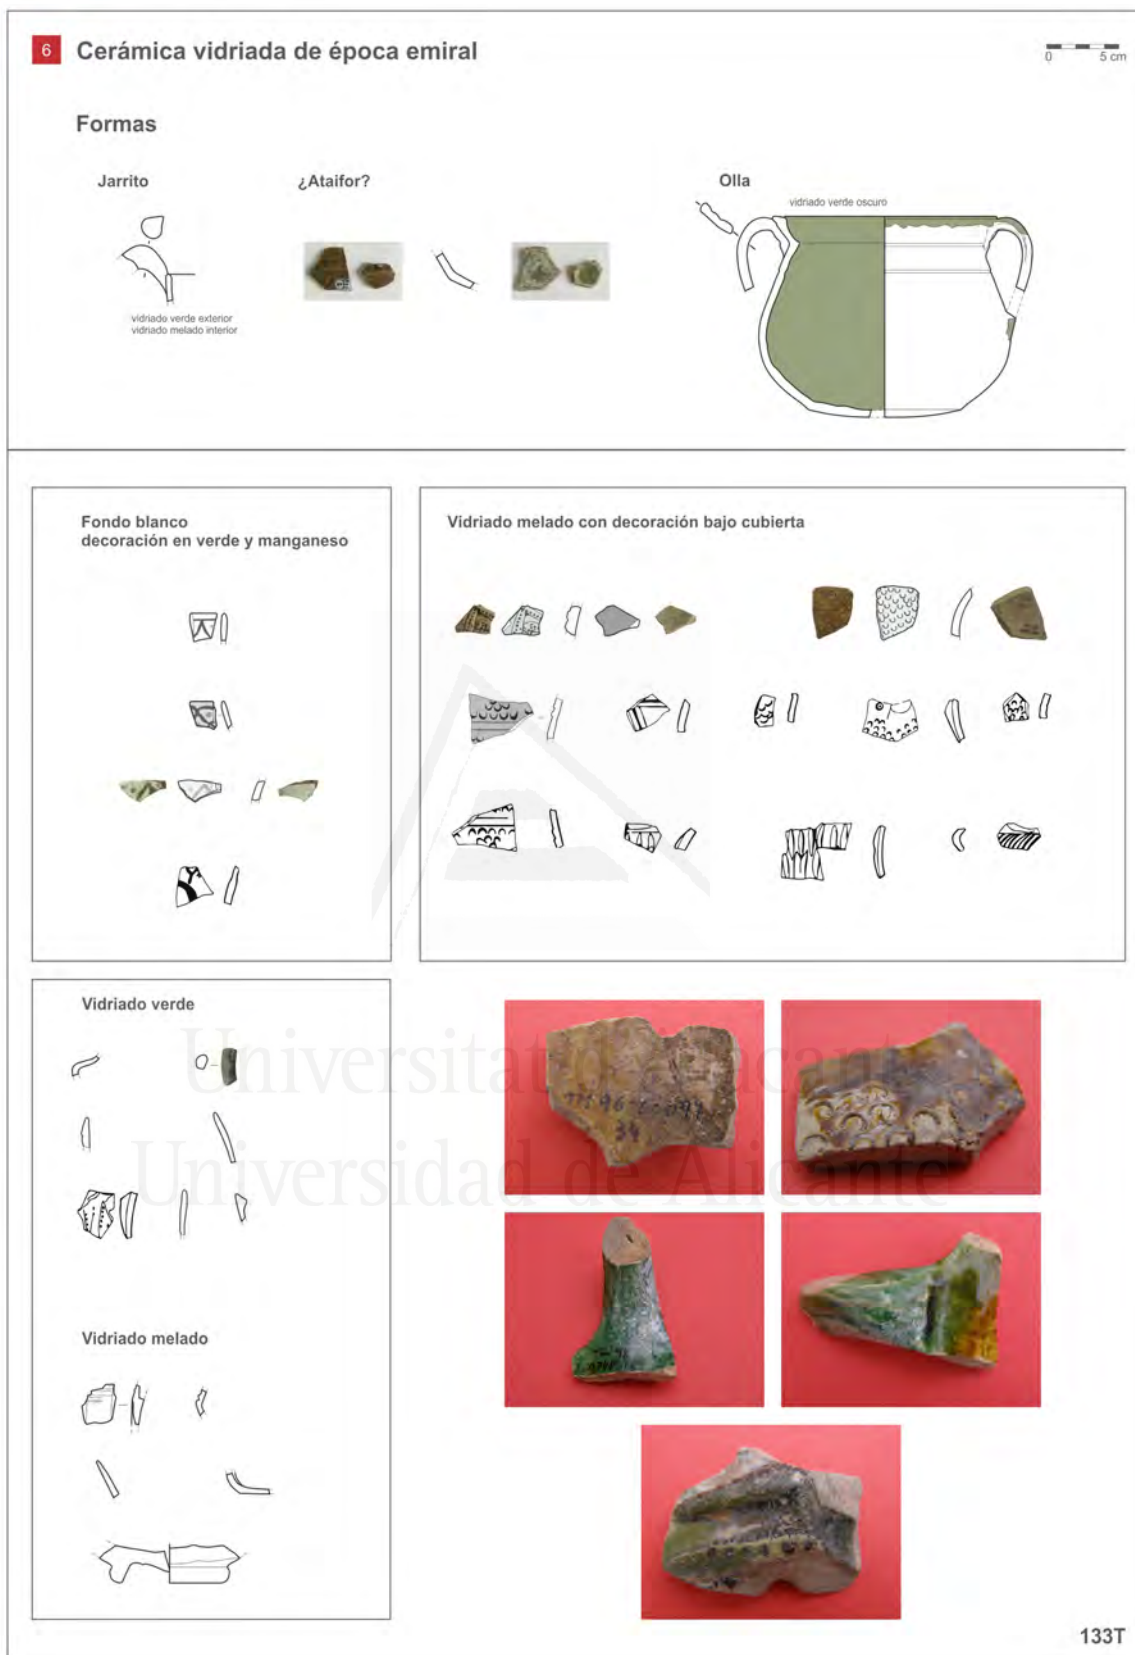 6 Cerámica vidriada de época emiral
0 5 cm
Formas
Jarrito
¿Ataifor?
Olla
vidriado verde oscuro
vidriado verde exterior
vidriado melado interior
Fondo blanco
decoración en verde y manganeso
Vidriado melado con decoración bajo cubierta
Vidriado verde
Vidriado melado
Universitat d'Alacant
Universidad de Alicante
34
133T